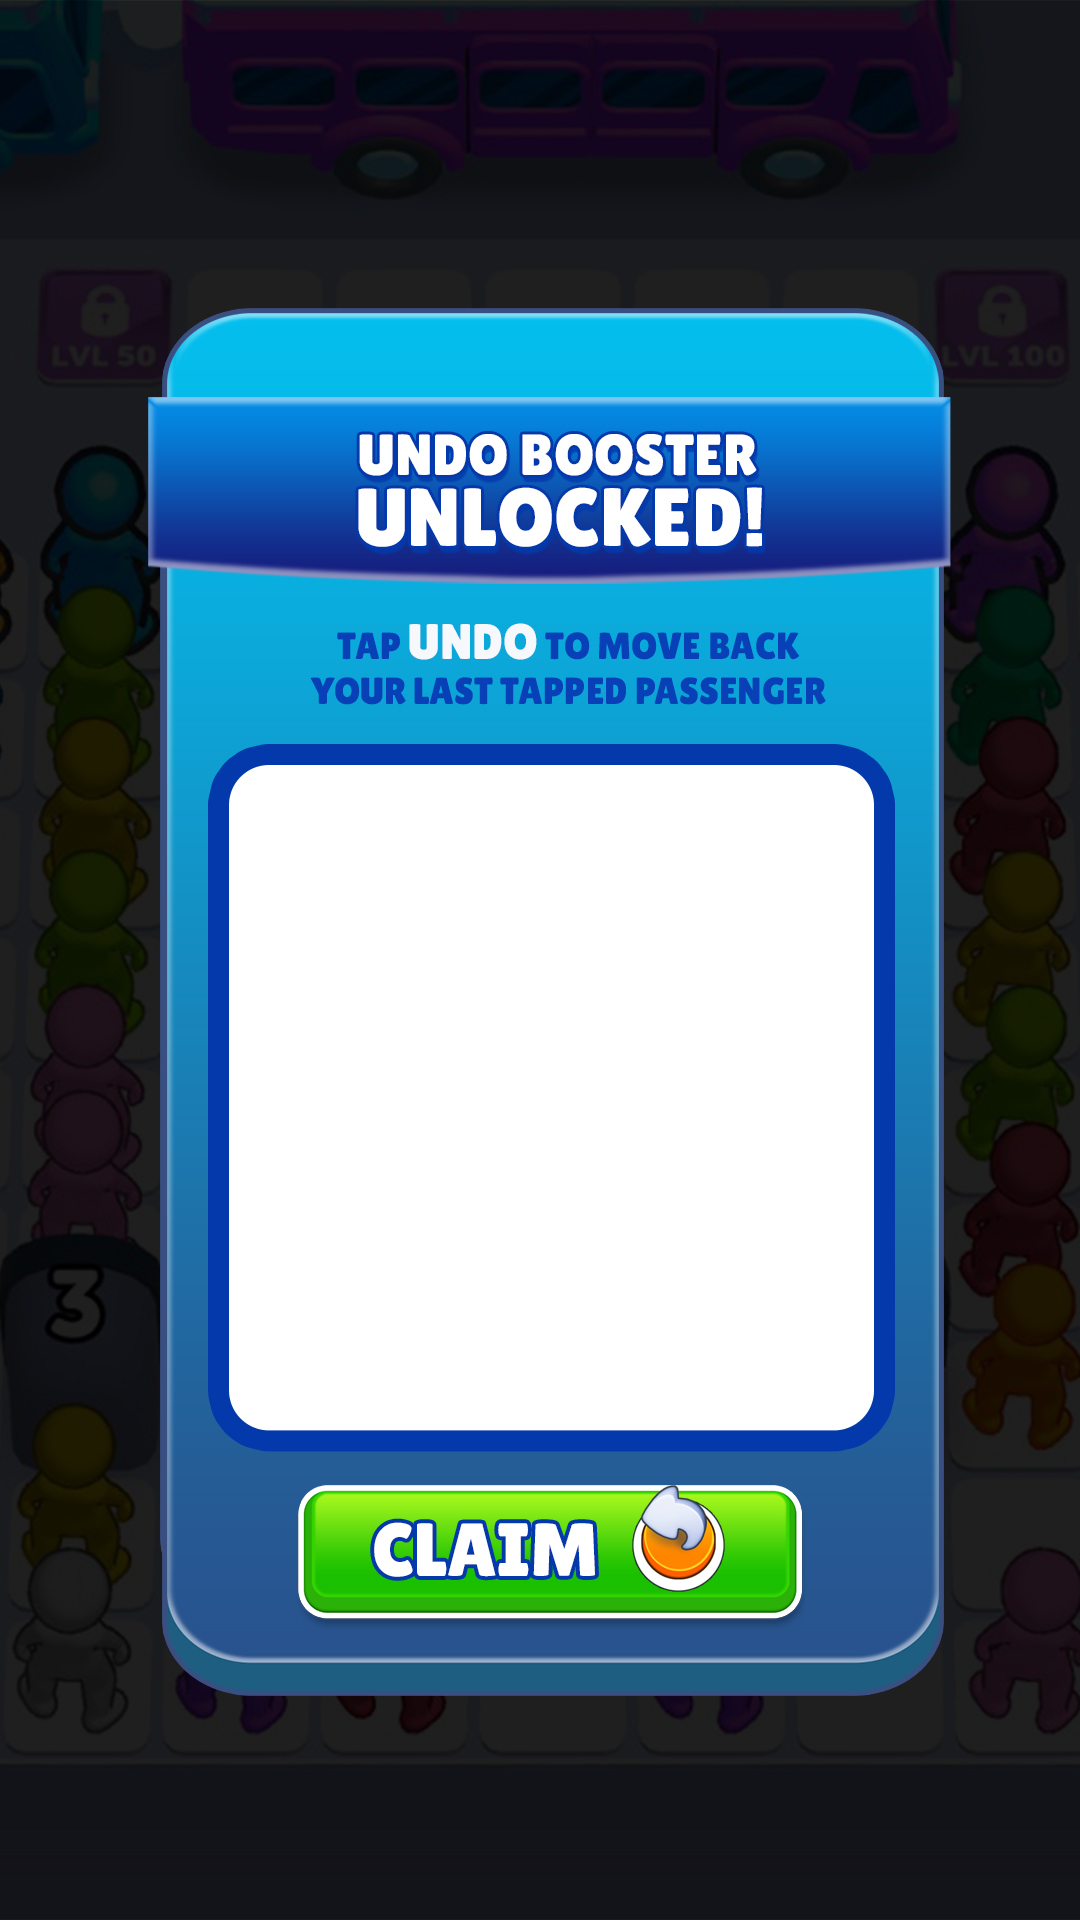 LVL 50
LVL 100
UNDO BOOSTER
UNLOCKED!
TAP UNDO TO MOVE BACK
YOUR LAST TAPPED PASSENGER
3
CLAIM